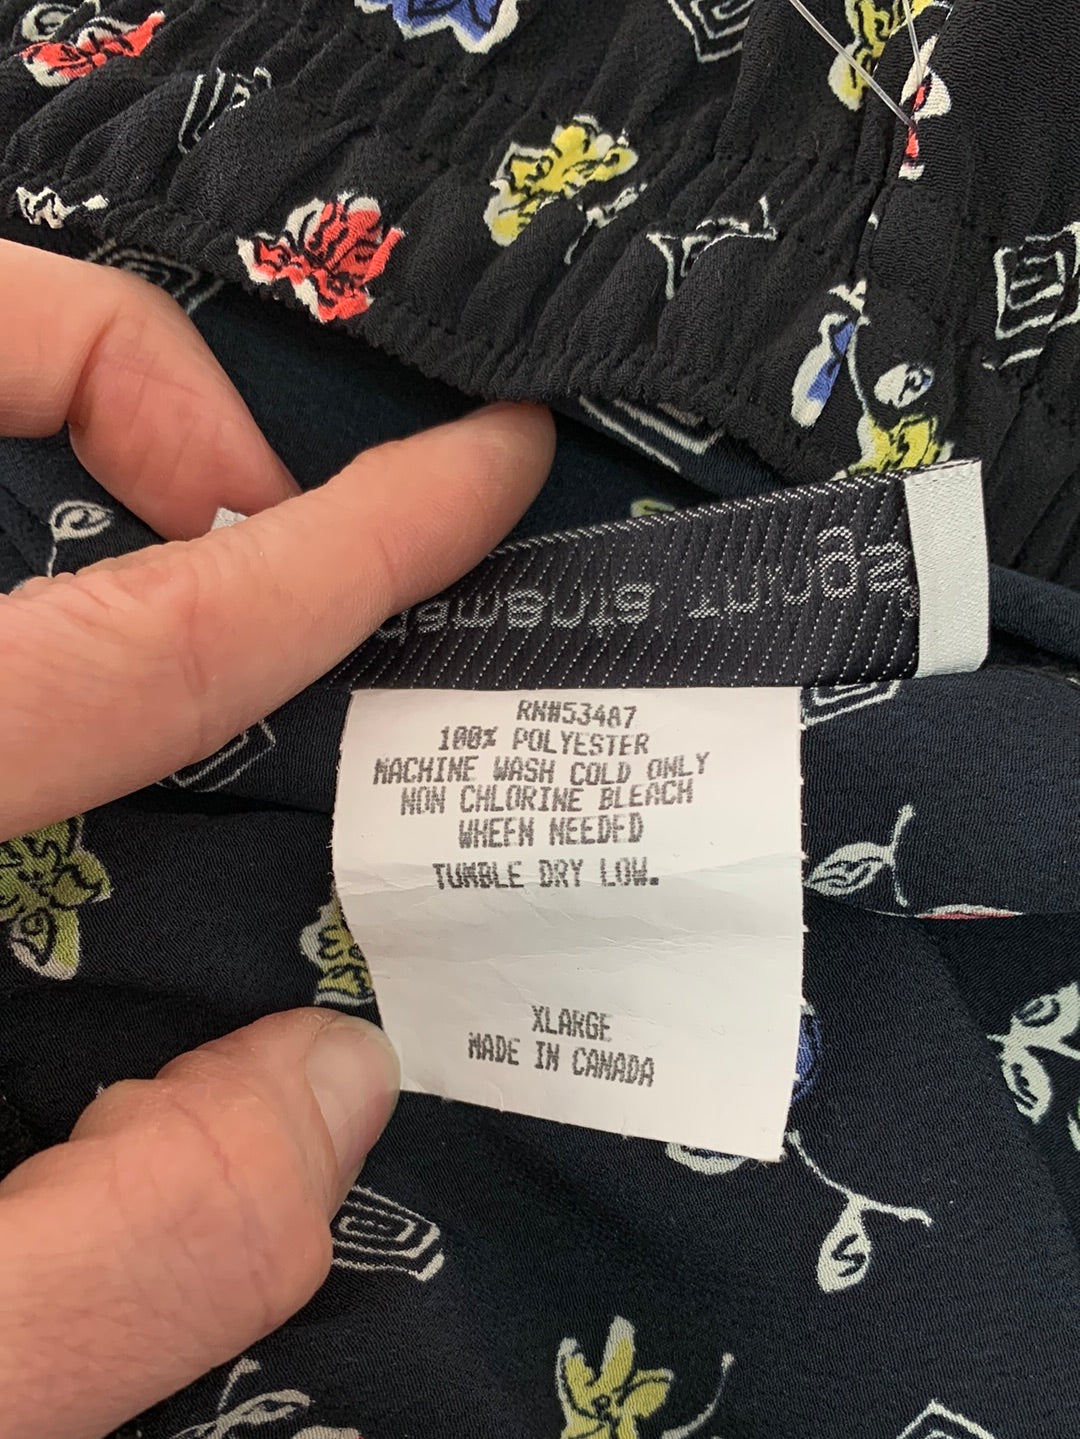 RN#53487
100% POLYESTER
MACHINE WASH COLD ONLY
NON CHLORINE BLEACH
WHEEN NEEDED
TUMBLE DRY LOW.
XLARGE
MADE IN CANADA